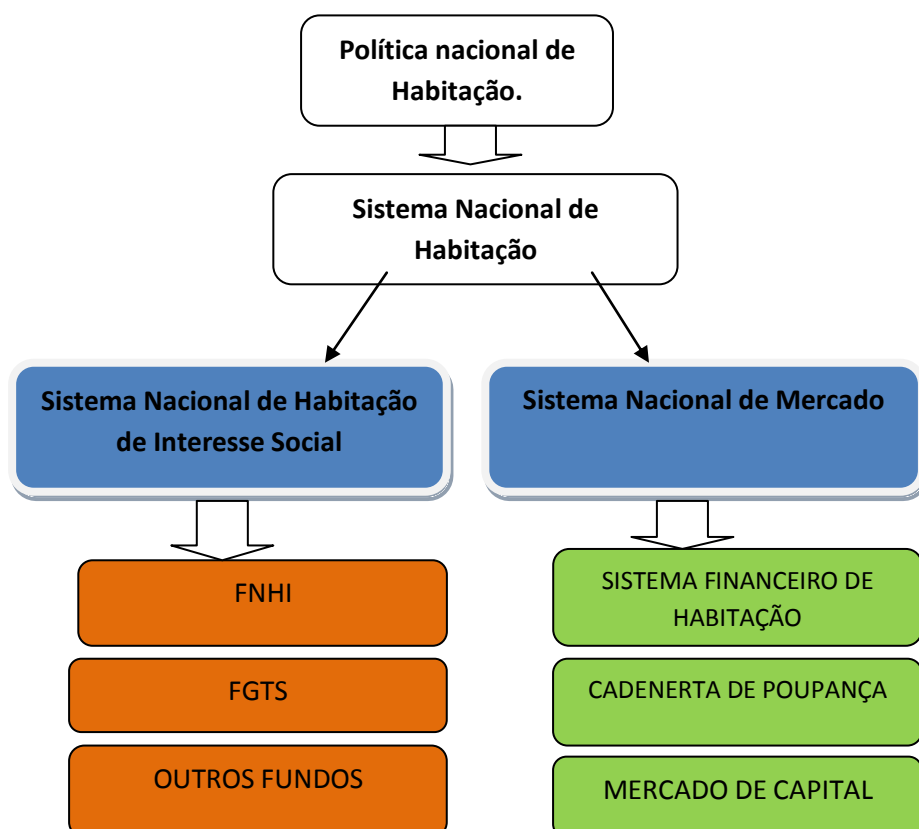 Política nacional de
Habitação.
Sistema Nacional de
Habitação
Sistema Nacional de Habitação
de Interesse Social
Sistema Nacional de Mercado
FNHI
FGTS
OUTROS FUNDOS
SISTEMA FINANCEIRO DE
HABITAÇÃO
CADENERTA DE POUPANÇA
MERCADO DE CAPITAL